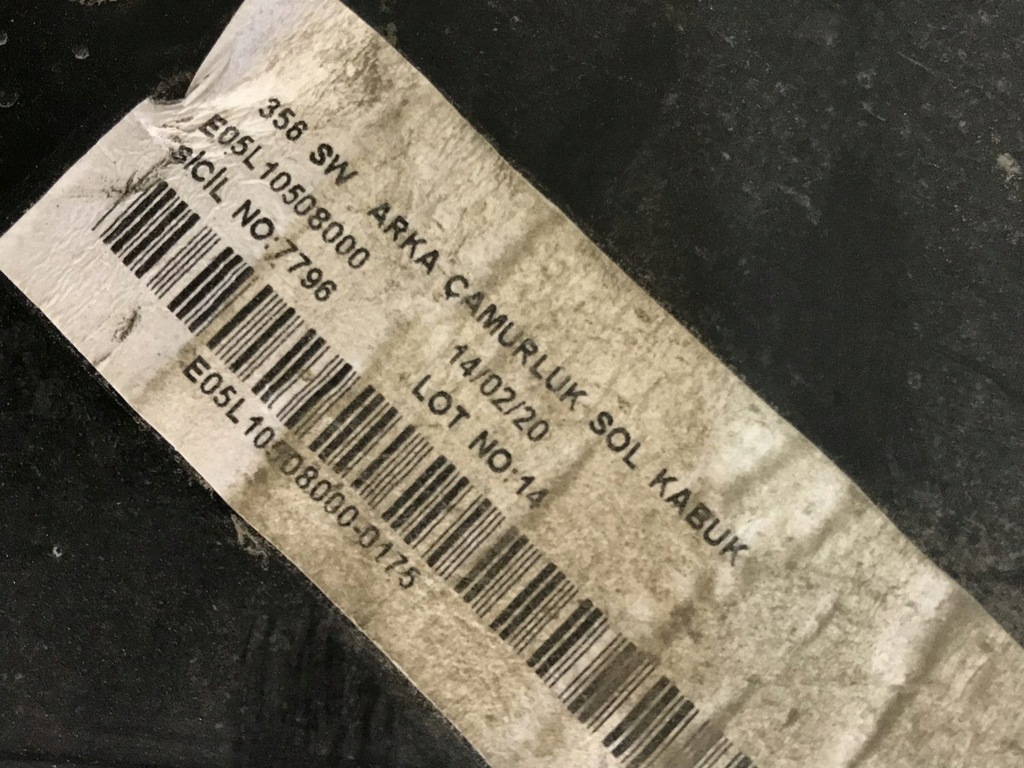 356 SW ARKA ÇAMURLUK SOL KABUK
E05L10508000 14/02/20
SİCİL NO:7796 LOT NO:14
E05L10508000-0175